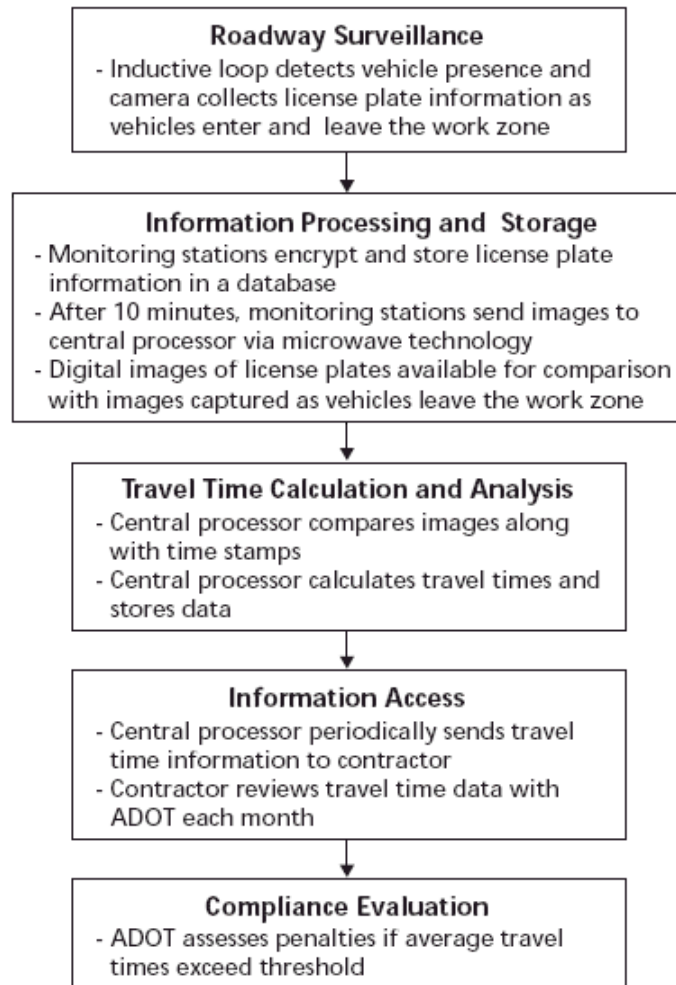 Roadway Surveillance
- Inductive loop detects vehicle presence and
camera collects license plate information as
vehicles enter and leave the work zone
Information Processing and Storage
- Monitoring stations encrypt and store license plate
information in a database
- After 10 minutes, monitoring stations send images to
central processor via microwave technology
- Digital images of license plates available for comparison
with images captured as vehicles leave the work zone
Travel Time Calculation and Analysis
- Central processor compares images along
with time stamps
- Central processor calculates travel times and
stores data
Information Access
- Central processor periodically sends travel
time information to contractor
- Contractor reviews travel time data with
ADOT each month
Compliance Evaluation
- ADOT assesses penalties if average travel
times exceed threshold